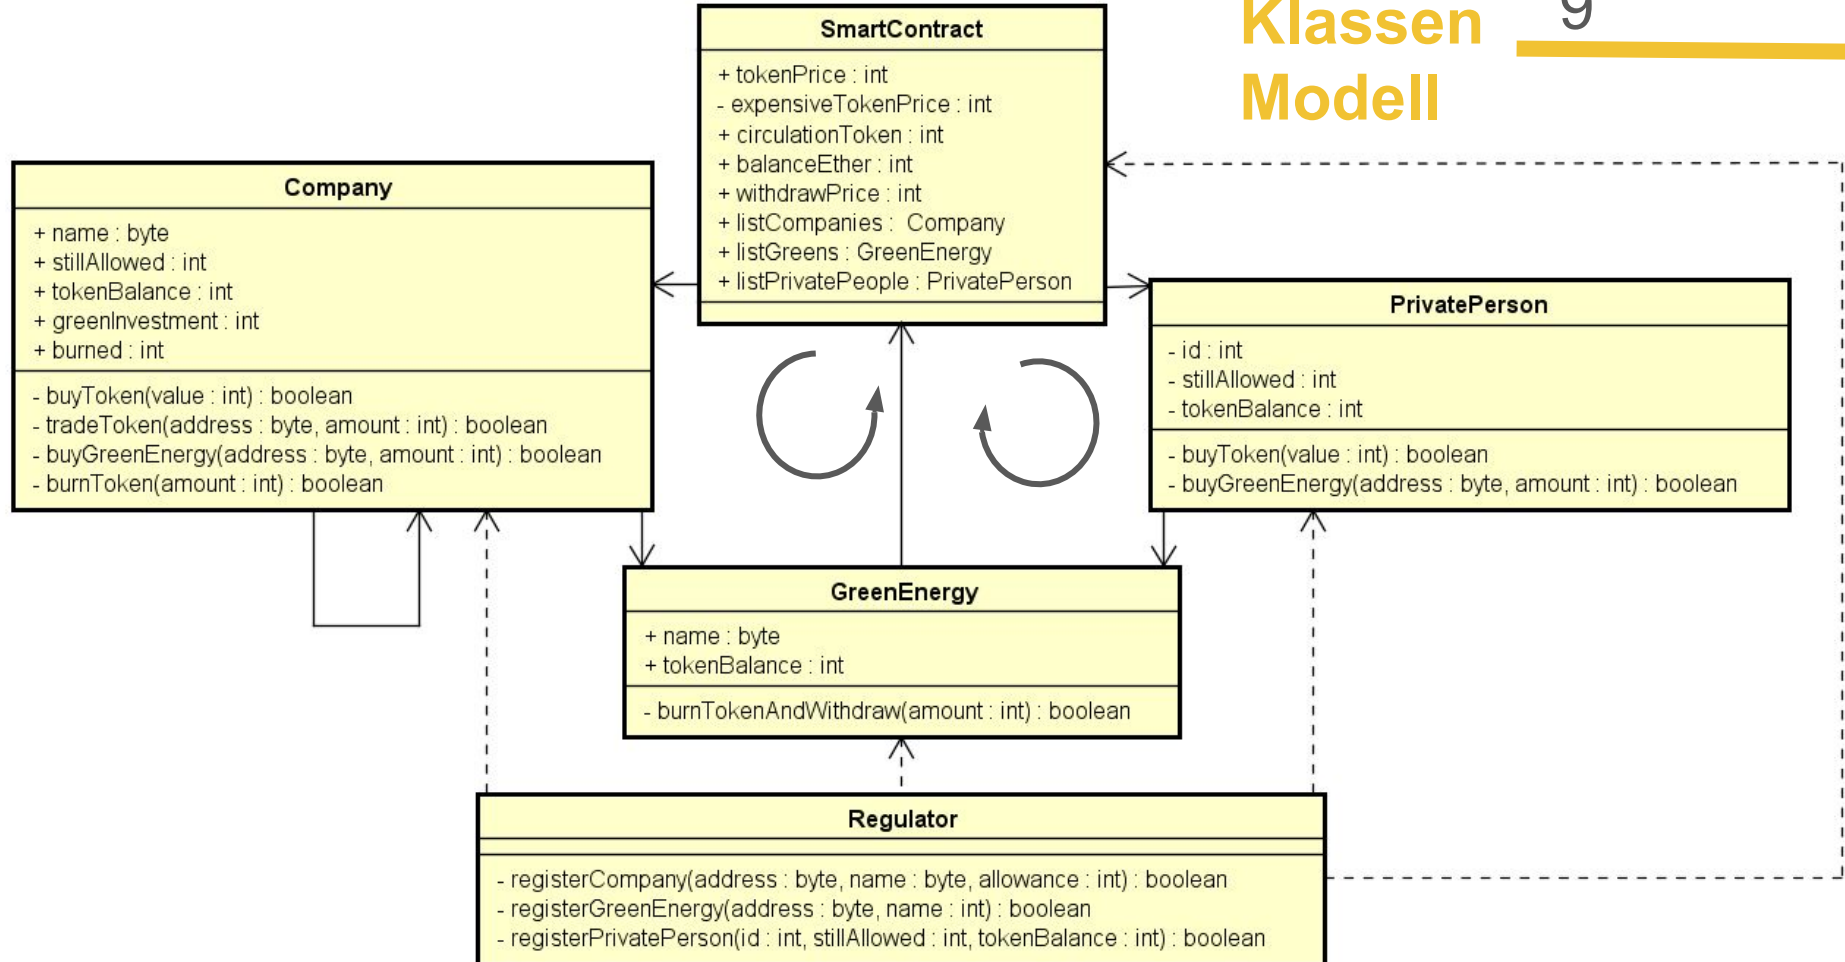 Klassen
Modell
9
SmartContract
+ tokenPrice : int
- expensiveTokenPrice : int
+ circulationToken : int
+ balanceEther : int
+ withdrawPrice : int
+ listCompanies : Company
+ listGreens : GreenEnergy
+ listPrivatePeople : PrivatePerson
Company
+ name : byte
+ stillAllowed : int
+ tokenBalance : int
+ greenInvestment : int
+ burned : int
- buyToken(value : int) : boolean
- tradeToken(address : byte, amount : int) : boolean
- buyGreenEnergy(address : byte, amount : int) : boolean
- burnToken(amount : int) : boolean
PrivatePerson
- id : int
- stillAllowed : int
- tokenBalance : int
- buyToken(value : int) : boolean
- buyGreenEnergy(address : byte, amount : int) : boolean
GreenEnergy
+ name : byte
+ tokenBalance : int
- burnTokenAndWithdraw(amount : int) : boolean
Regulator
- registerCompany(address : byte, name : byte, allowance : int) : boolean
- registerGreenEnergy(address : byte, name : int) : boolean
- registerPrivatePerson(id : int, stillAllowed : int, tokenBalance : int) : boolean